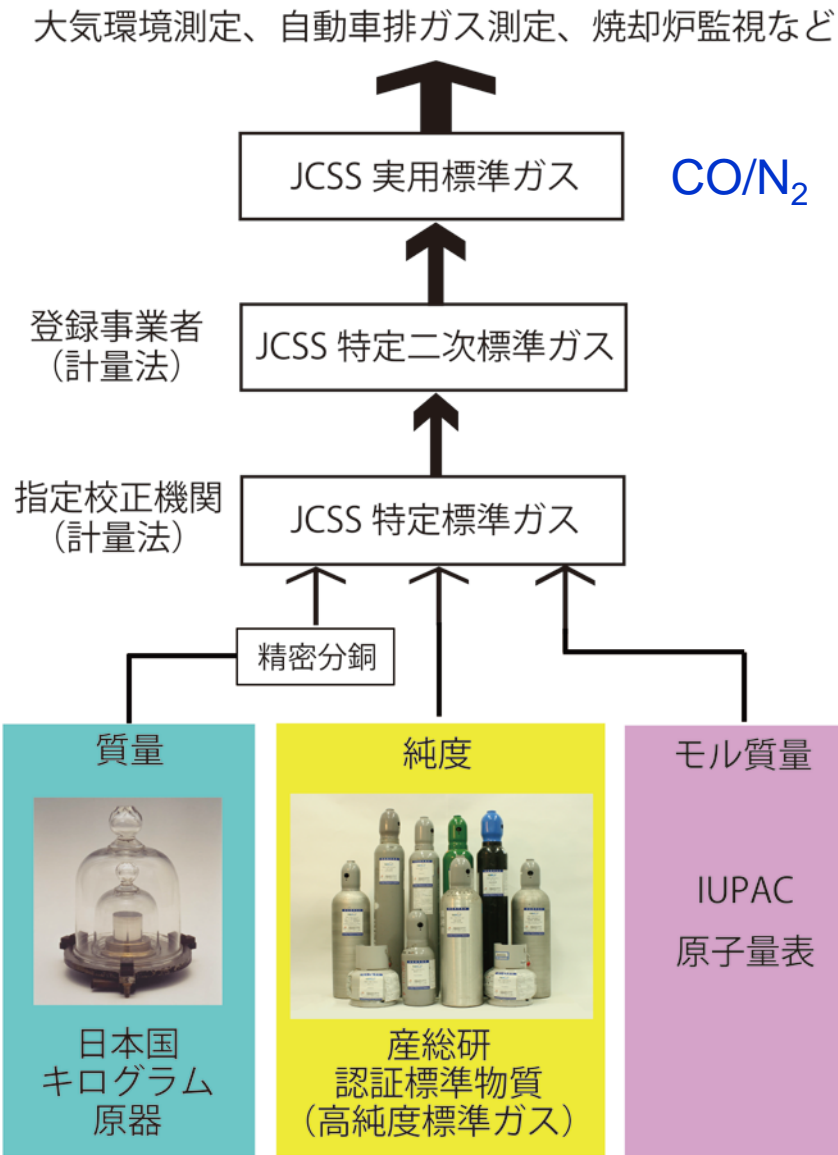 大気環境測定、自動車排ガス測定、焼却炉監視など
JCSS 実用標準ガス
CO/N₂
登録事業者
（計量法）
JCSS 特定二次標準ガス
指定校正機関
（計量法）
JCSS 特定標準ガス
精密分銅
質量
日本国
キログラム
原器
純度
産総研
認証標準物質
（高純度標準ガス）
モル質量
IUPAC
原子量表